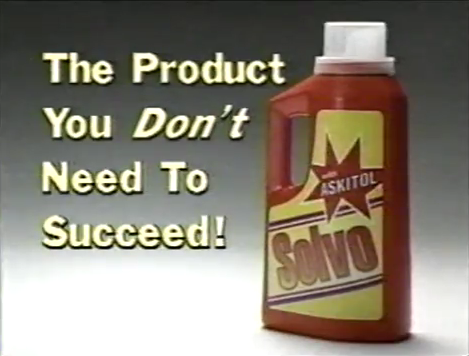 The Product
You Don't
Need To
Succeed!
with
ASKITOL
Solvo